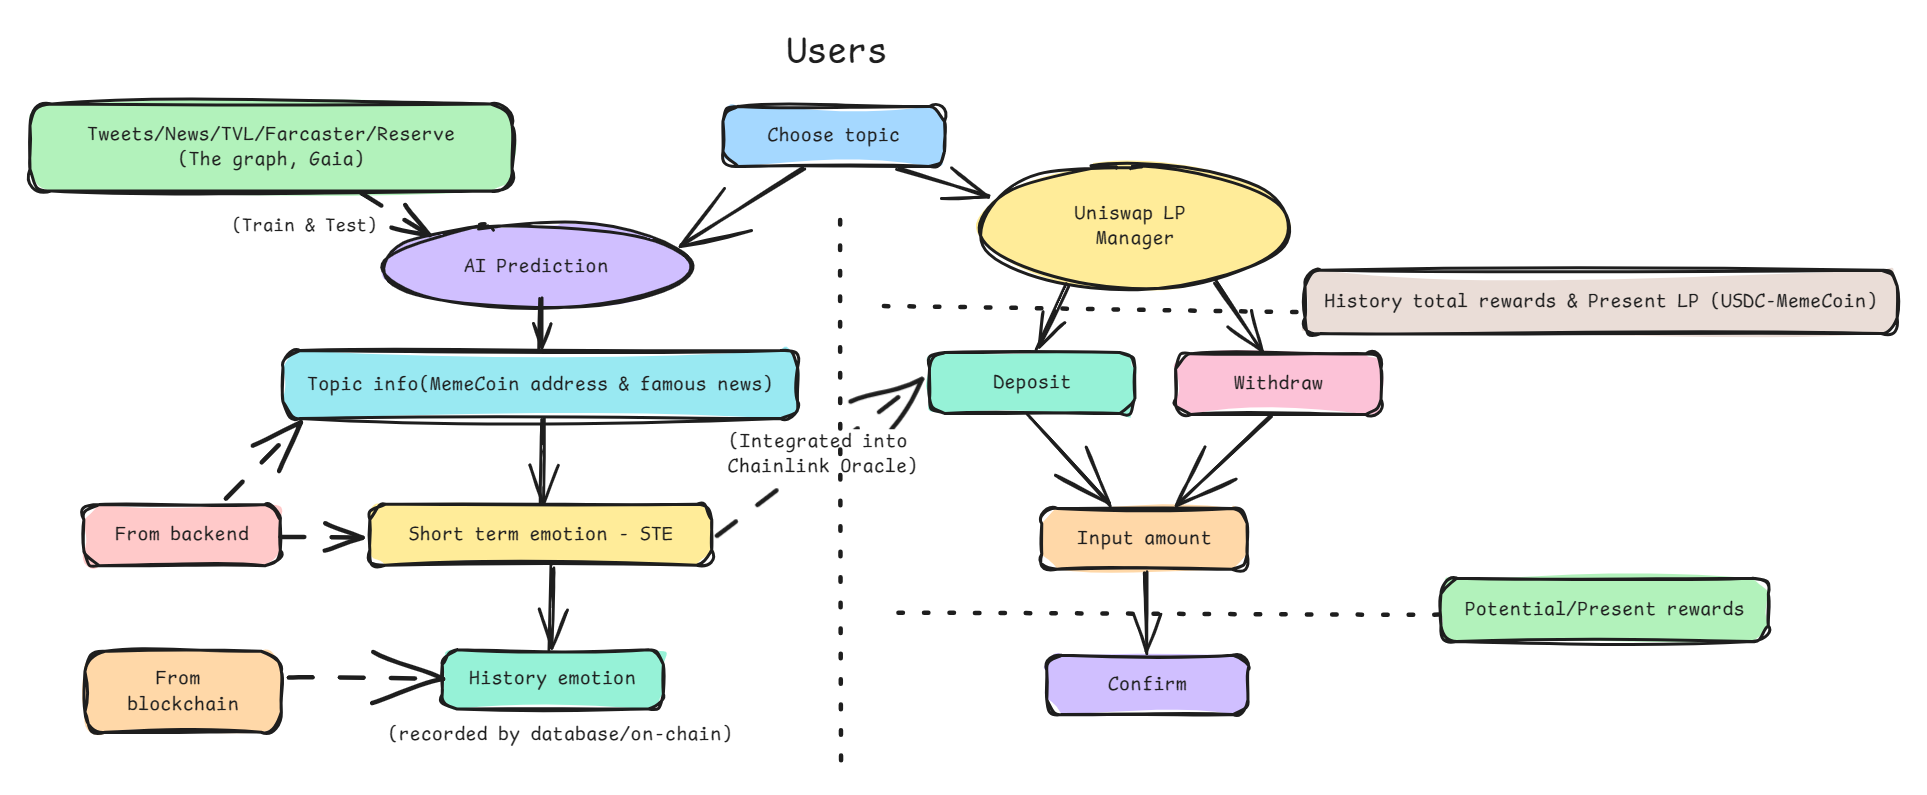 Users
Tweets/News/TVL/Farcaster/Reserve
(The graph, Gaia)
Choose topic
(Train & Test)
AI Prediction
Uniswap LP
Manager
History total rewards & Present LP (USDC-MemeCoin)
Topic info(MemeCoin address & famous news)
Deposit
Withdraw
(Integrated into
Chainlink Oracle)
From backend
Short term emotion - STE
Input amount
Potential/Present rewards
From
blockchain
History emotion
Confirm
(recorded by database/on-chain)